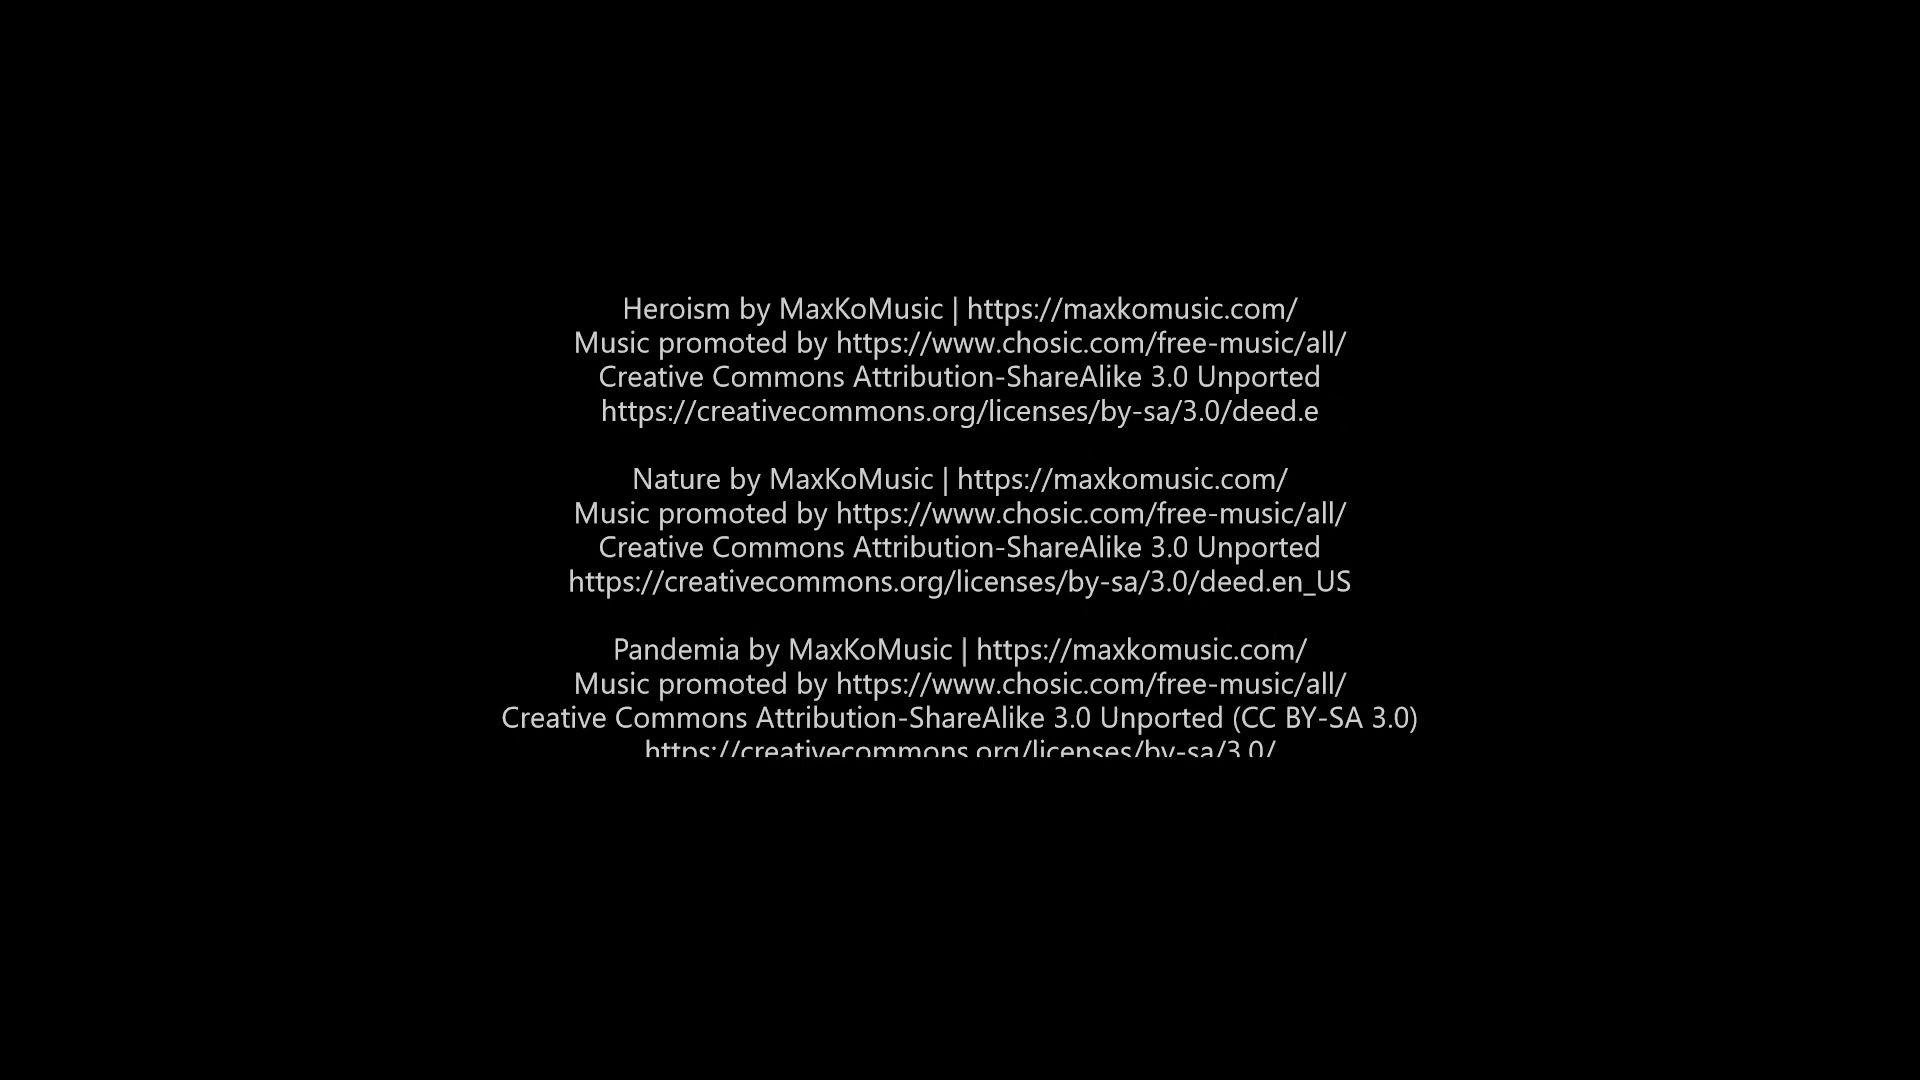 Heroism by MaxKoMusic | https://maxkomusic.com/
Music promoted by https://www.chosic.com/free-music/all/
Creative Commons Attribution-ShareAlike 3.0 Unported
https://creativecommons.org/licenses/by-sa/3.0/deed.e
Nature by MaxKoMusic | https://maxkomusic.com/
Music promoted by https://www.chosic.com/free-music/all/
Creative Commons Attribution-ShareAlike 3.0 Unported
https://creativecommons.org/licenses/by-sa/3.0/deed.en_US
Pandemia by MaxKoMusic | https://maxkomusic.com/
Music promoted by https://www.chosic.com/free-music/all/
Creative Commons Attribution-ShareAlike 3.0 Unported (CC BY-SA 3.0)
https://creativecommons.org/licenses/by-sa/3.0/